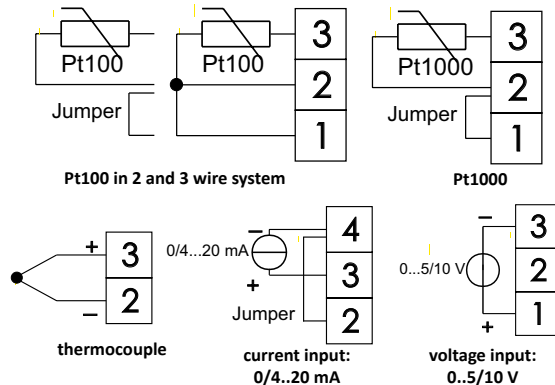 Pt100
Jumper
Pt100
3
2
1
Pt100 in 2 and 3 wire system
Pt1000
Jumper
3
2
1
Pt1000
+
−
3
2
thermocouple
−
0/4...20 mA
+
Jumper
4
3
2
current input:
0/4..20 mA
−
0...5/10 V
+
3
2
1
voltage input:
0..5/10 V